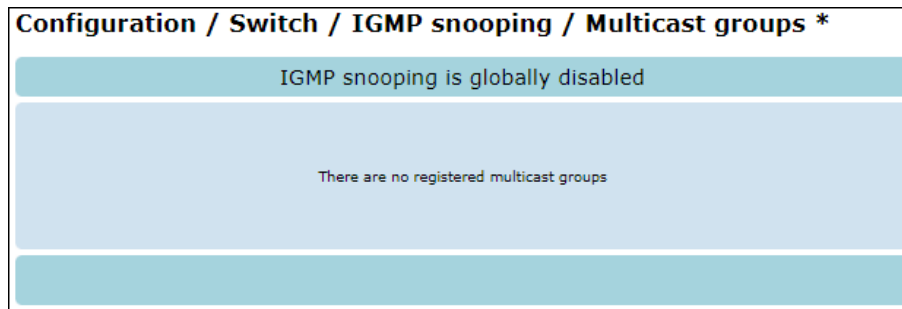 Configuration / Switch / IGMP snooping / Multicast groups *
IGMP snooping is globally disabled
There are no registered multicast groups